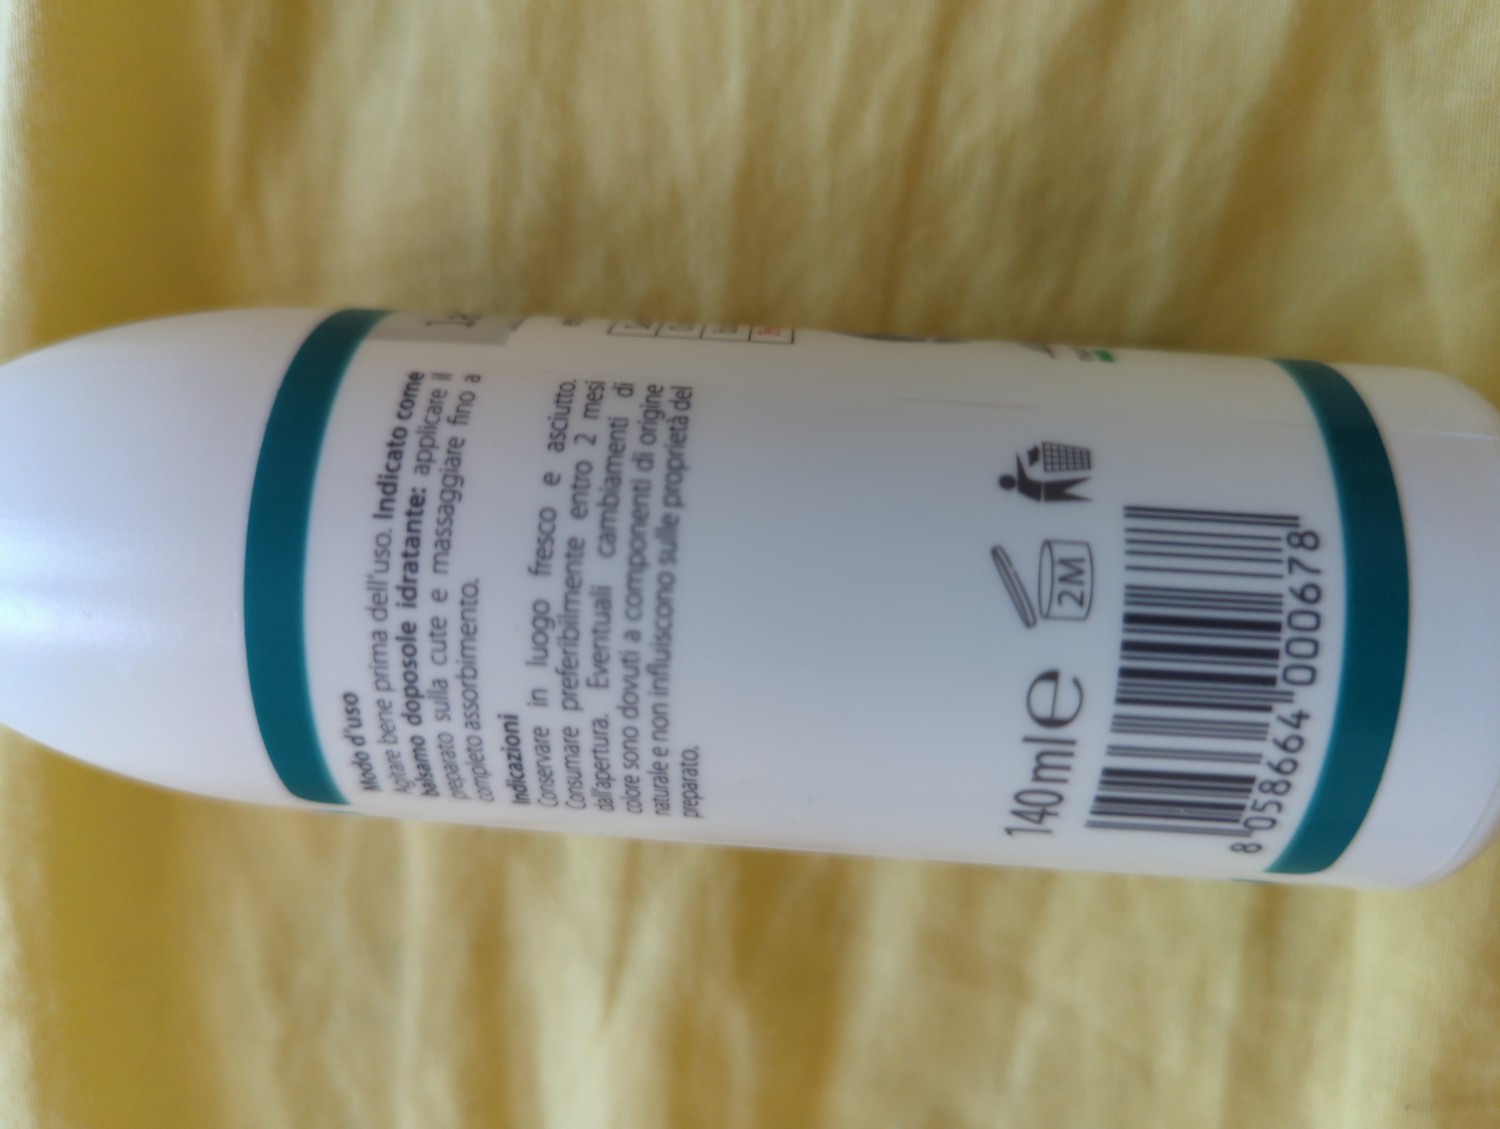 Modo d'uso
Agitare bene prima dell'uso. Indicato come
balsamo doposole idratante: applicare il
preparato sulla cute e massaggiare fino a
completo assorbimento.
Indicazioni
Conservare in luogo fresco e asciutto.
Consumare preferibilmente entro 2 mesi
dall'apertura. Eventuali cambiamenti di
colore sono dovuti a componenti di origine
naturale e non influiscono sulle proprietà del
preparato.
140 ml e
2M
8 058664 000678